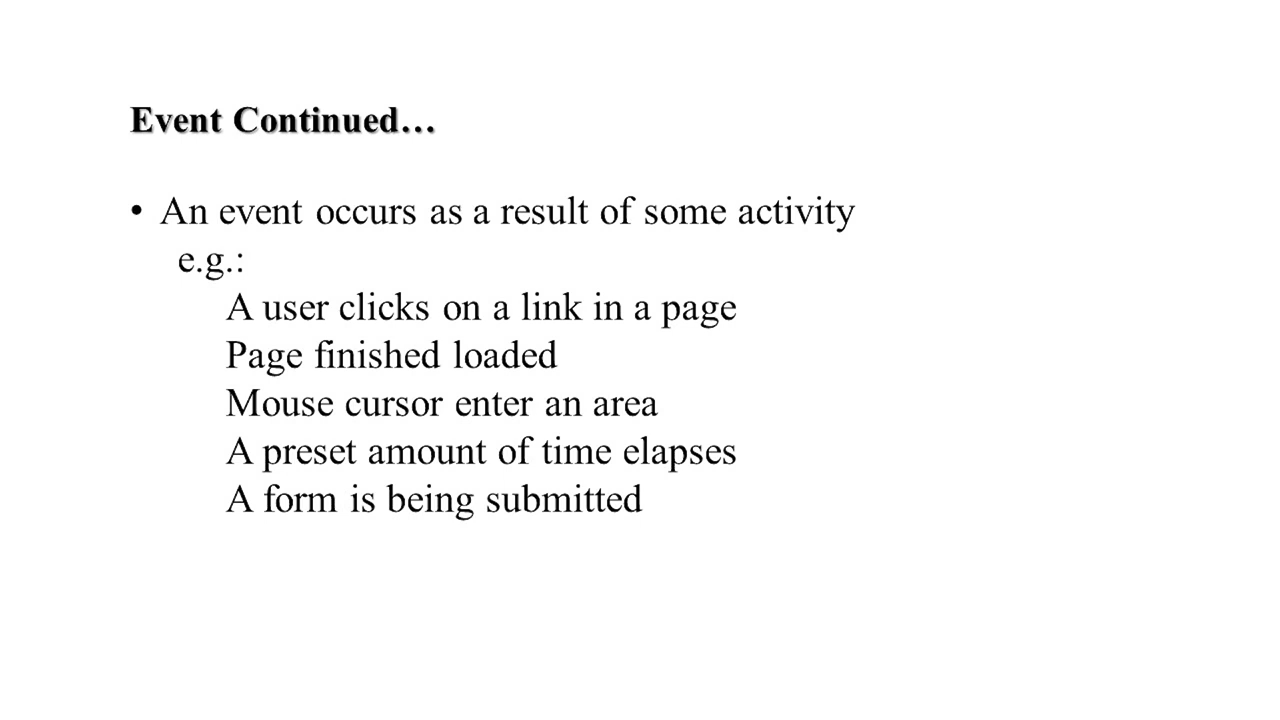 Event Continued…
• An event occurs as a result of some activity
e.g.:
A user clicks on a link in a page
Page finished loaded
Mouse cursor enter an area
A preset amount of time elapses
A form is being submitted